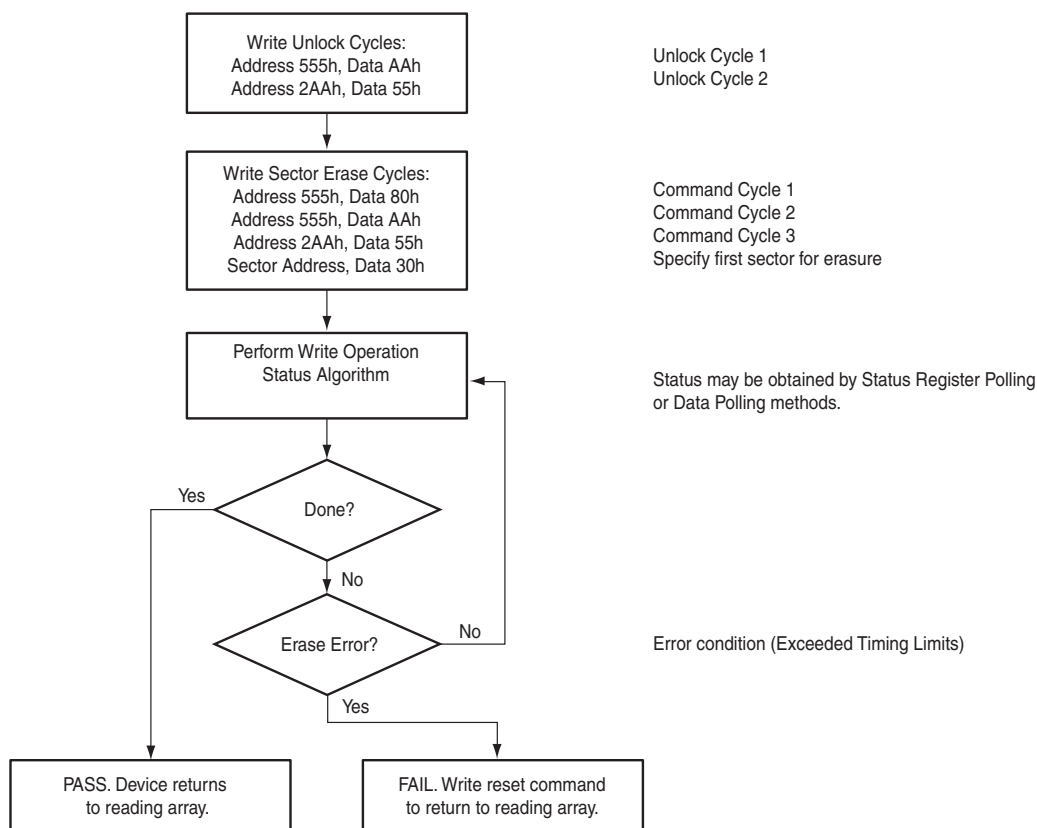 Write Unlock Cycles:
Address 555h, Data AAh
Address 2AAh, Data 55h
Unlock Cycle 1
Unlock Cycle 2
Write Sector Erase Cycles:
Address 555h, Data 80h
Address 555h, Data AAh
Address 2AAh, Data 55h
Sector Address, Data 30h
Command Cycle 1
Command Cycle 2
Command Cycle 3
Specify first sector for erasure
Perform Write Operation
Status Algorithm
Status may be obtained by Status Register Polling
or Data Polling methods.
Yes
Done?
No
Erase Error?
No
Error condition (Exceeded Timing Limits)
Yes
PASS. Device returns
to reading array.
FAIL. Write reset command
to return to reading array.